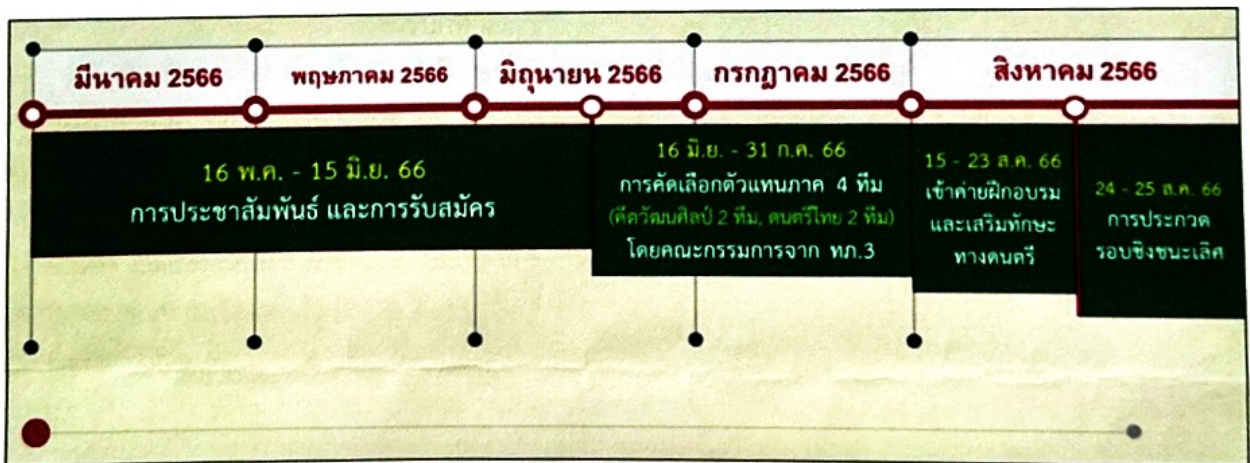 มีนาคม 2566
พฤษภาคม 2566
มิถุนายน 2566
กรกฎาคม 2566
สิงหาคม 2566
16 พ.ค. - 15 มิ.ย. 66
การประชาสัมพันธ์ และการรับสมัคร
16 มิ.ย. - 31 ก.ค. 66
การคัดเลือกตัวแทนภาค 4 ทีม
(คีตวัฒนศิลป์ 2 ทีม, ดนตรีไทย 2 ทีม)
โดยคณะกรรมการจาก ทภ.3
15 - 23 ส.ค. 66
เข้าค่ายฝึกอบรม
และเสริมทักษะ
ทางดนตรี
24 - 25 ส.ค. 66
การประกวด
รอบชิงชนะเลิศ